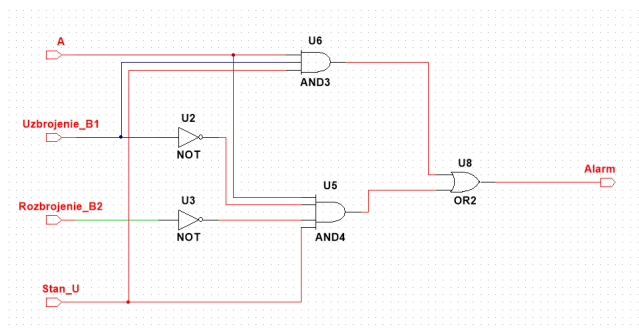 A
U6
AND3
Uzbrojenie_B1
U2
NOT
U8
Alarm
OR2
U5
Rozbrojenie_B2
U3
NOT
AND4
Stan_U